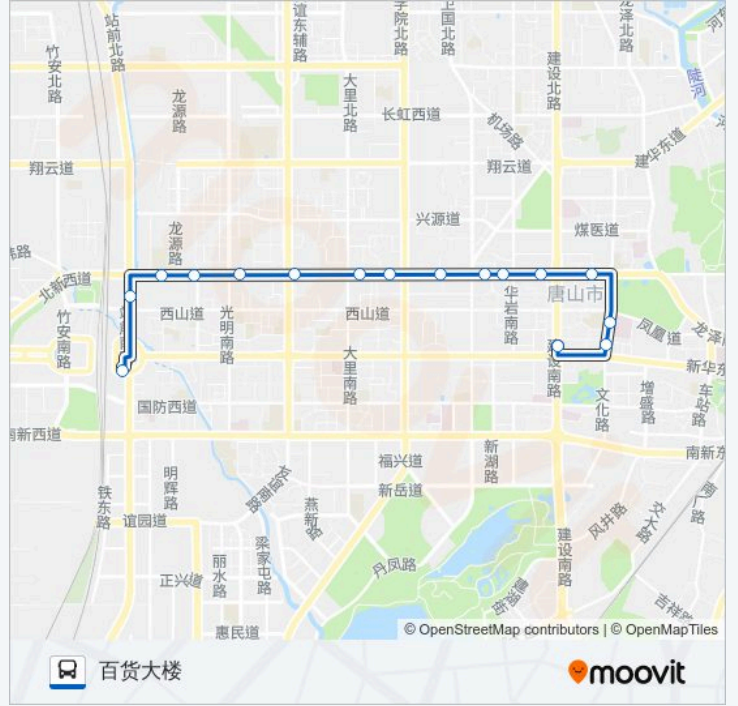 站前北路
谊东辅路
学院北路
卫国北路
龙泽北路
竹安北路
龙源路
大里北路
建设北路
陡河
长虹西道
机场路
翔云道
翔云道
建华东道
兴源道
煤医道
龙源路
北新西道
唐山市
西山道
光明南路
西山道
华岩南路
竹安南路
凤凰道
大里南路
建设南路
新华东
国防西道
文化路
增盛路
车站路
南新西道
南新东
福兴道
新湖路
新岳道
明辉路
铁东路
燕新路
谊园道
风井路
交大路
建设南路
丹凤路
丽水路
梁家屯路
正兴道
吉祥路
惠民道
© OpenStreetMap contributors | © OpenMapTiles
百货大楼
moovit